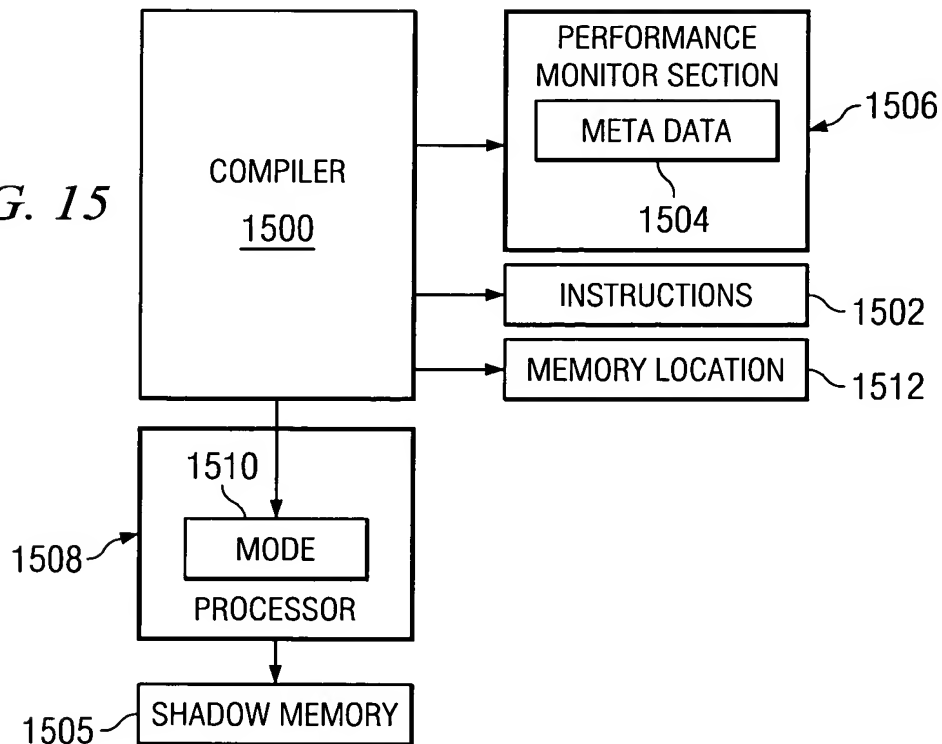 G. 15
COMPILER
1500
PERFORMANCE
MONITOR SECTION
META DATA
1504
1506
INSTRUCTIONS
1502
MEMORY LOCATION
1512
1510
MODE
PROCESSOR
1508
SHADOW MEMORY
1505